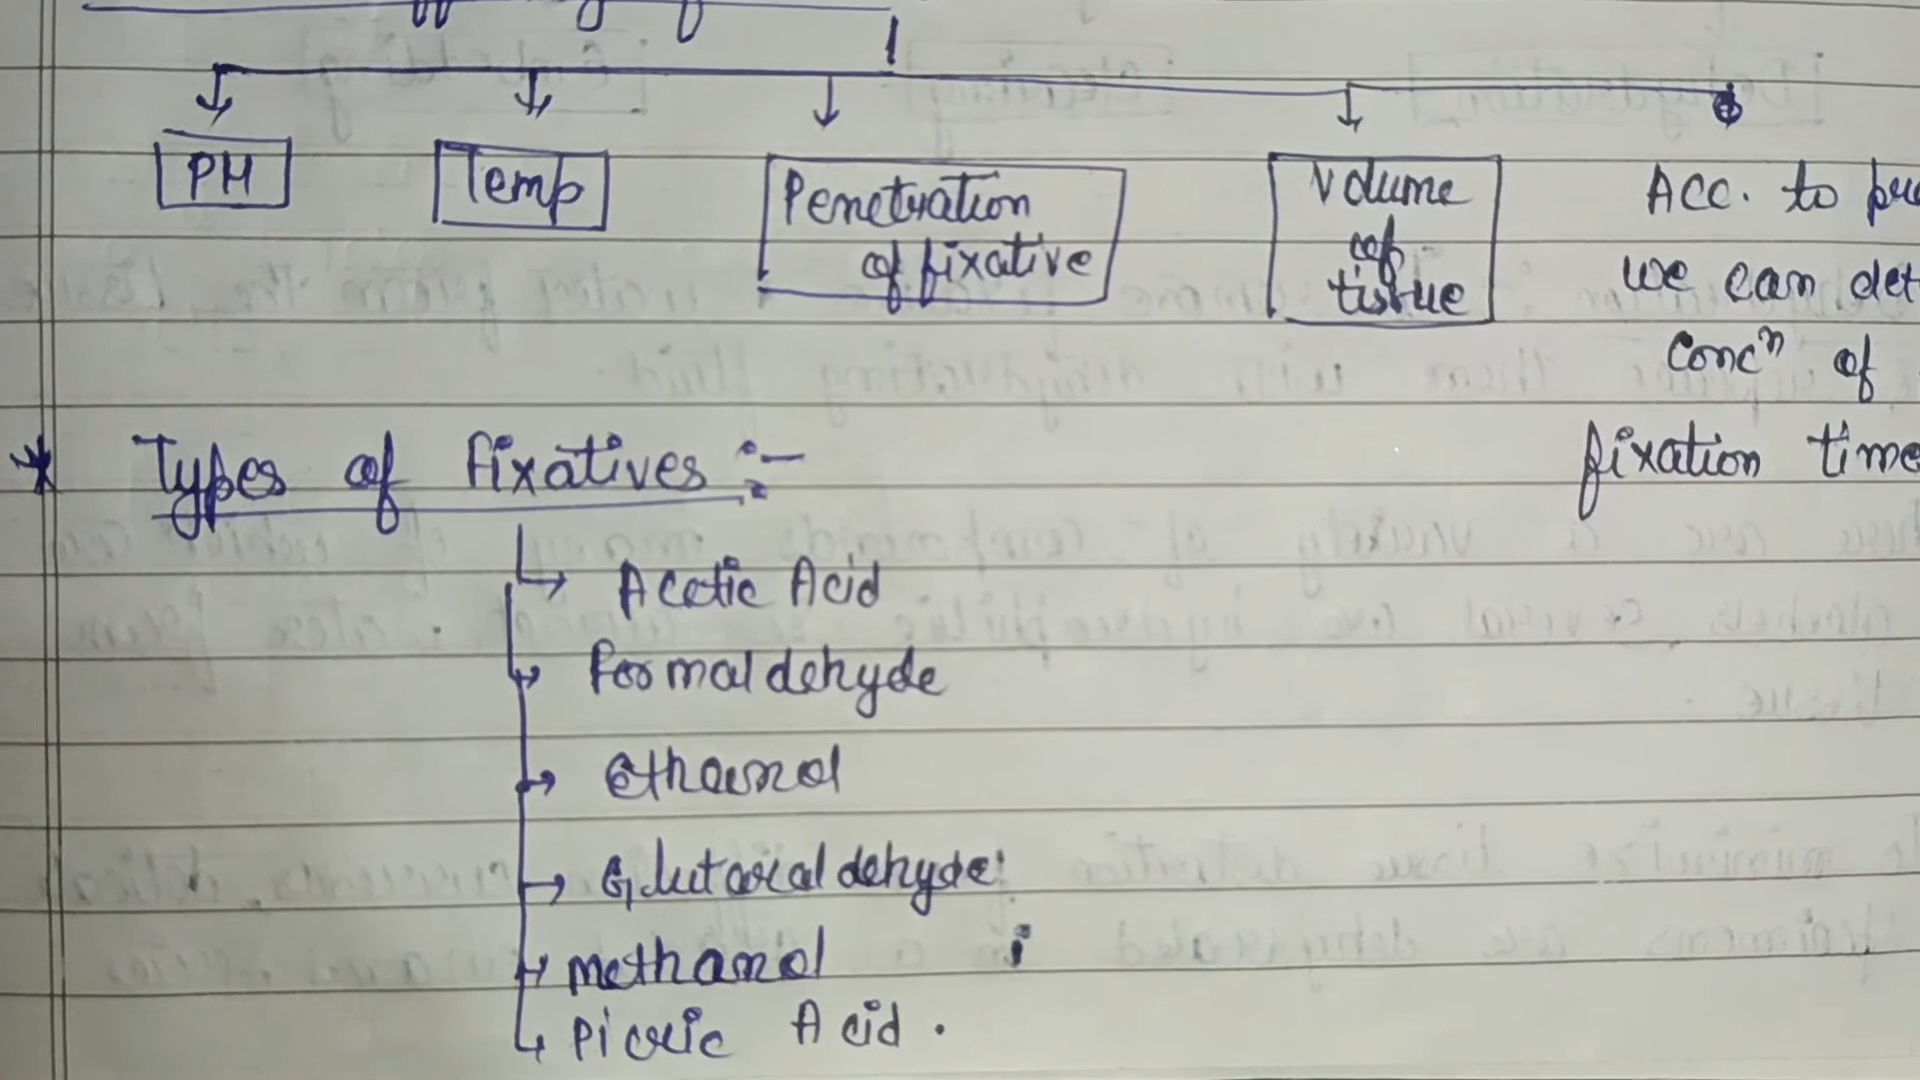 PH
Temp
Penetration
of fixative
Volume
of
tissue
Acc. to
we can
concⁿ of
fixation time
Types of fixatives :-
Acetic Acid
Formaldehyde
Ethanol
Glutaraldehyde
methanol
Picric Acid.